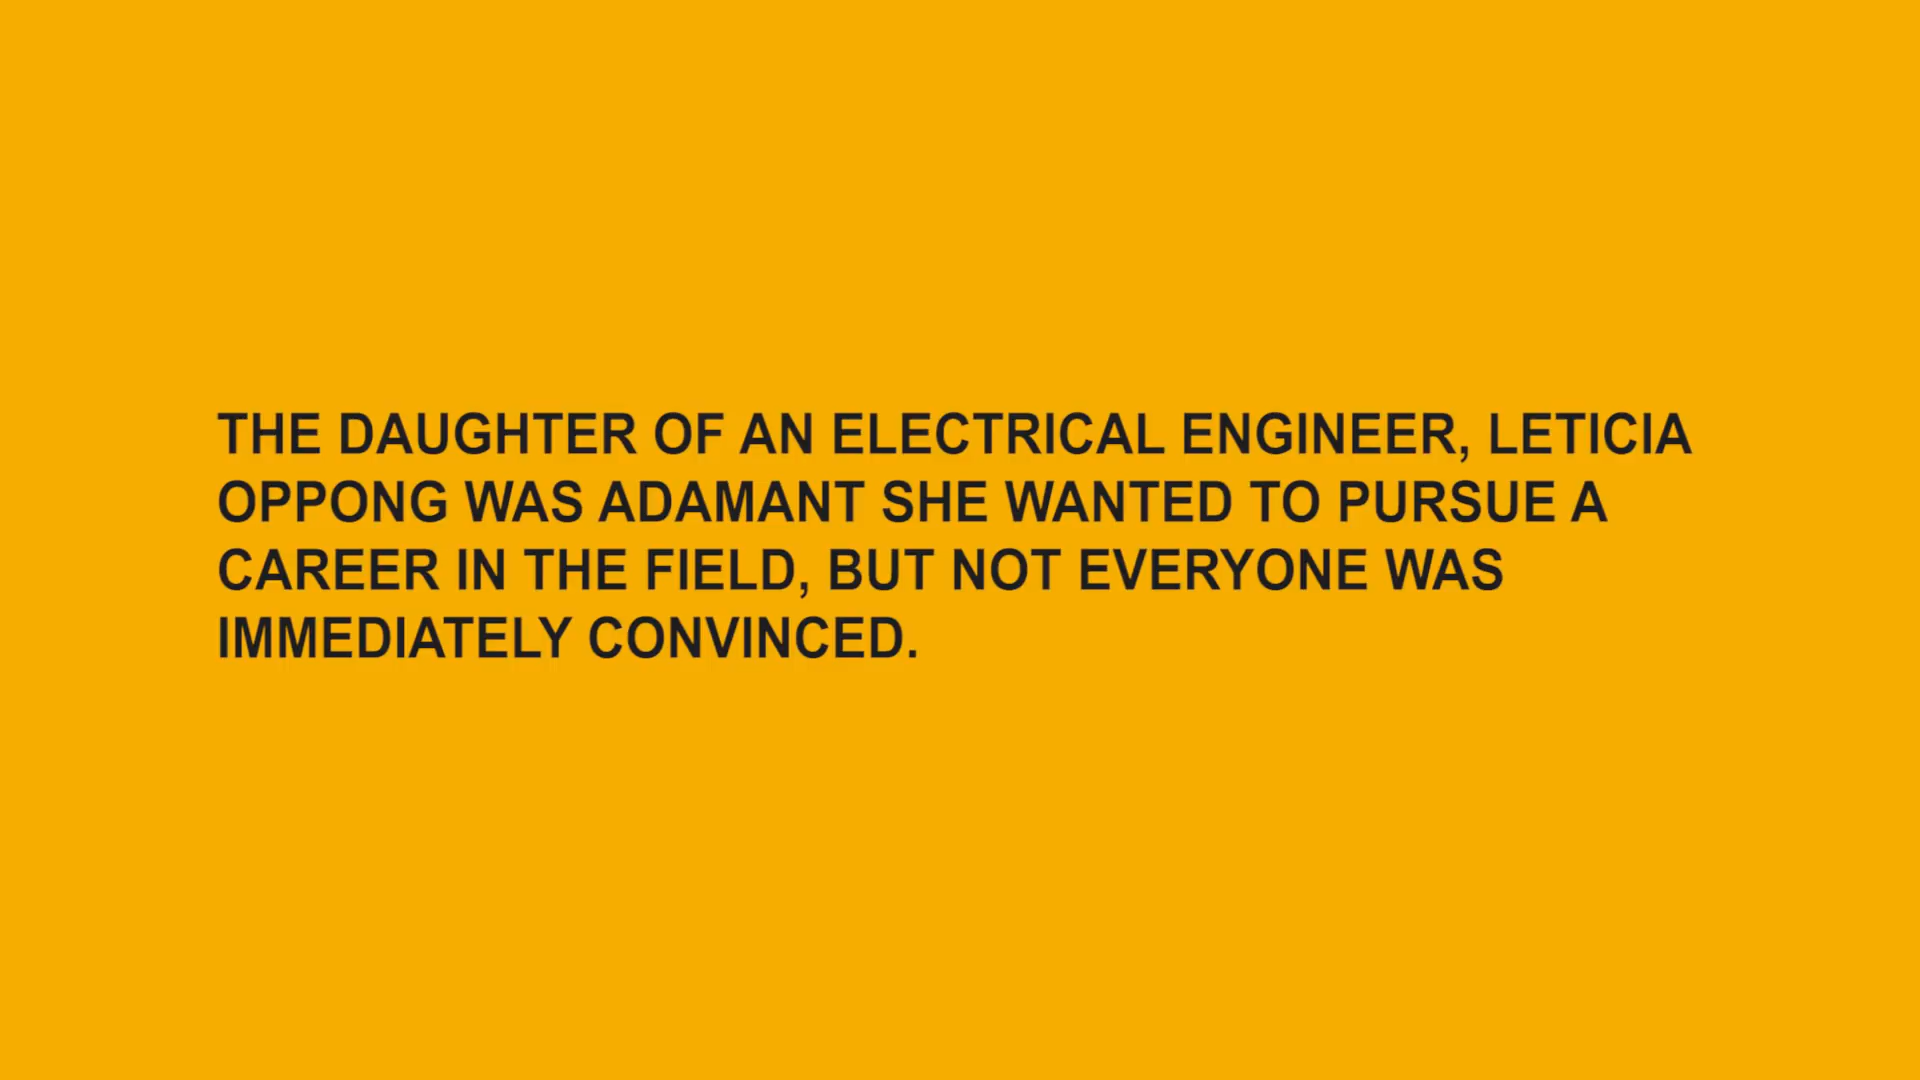 THE DAUGHTER OF AN ELECTRICAL ENGINEER, LETICIA
OPPONG WAS ADAMANT SHE WANTED TO PURSUE A
CAREER IN THE FIELD, BUT NOT EVERYONE WAS
IMMEDIATELY CONVINCED.